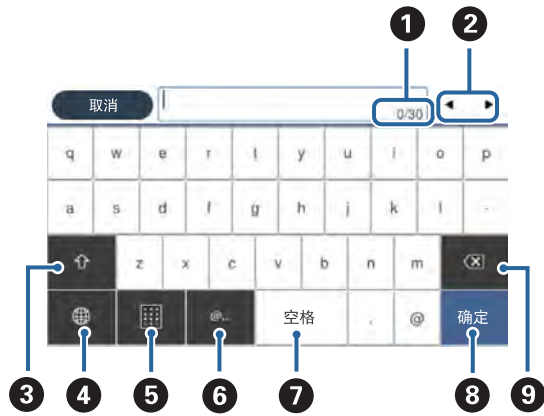 1 2
取消 0/30
q w e r t y u i o p
a s d f g h j k l -
z x c v b n m
@... 空格 . @ 确定
3 4 5 6 7 8 9